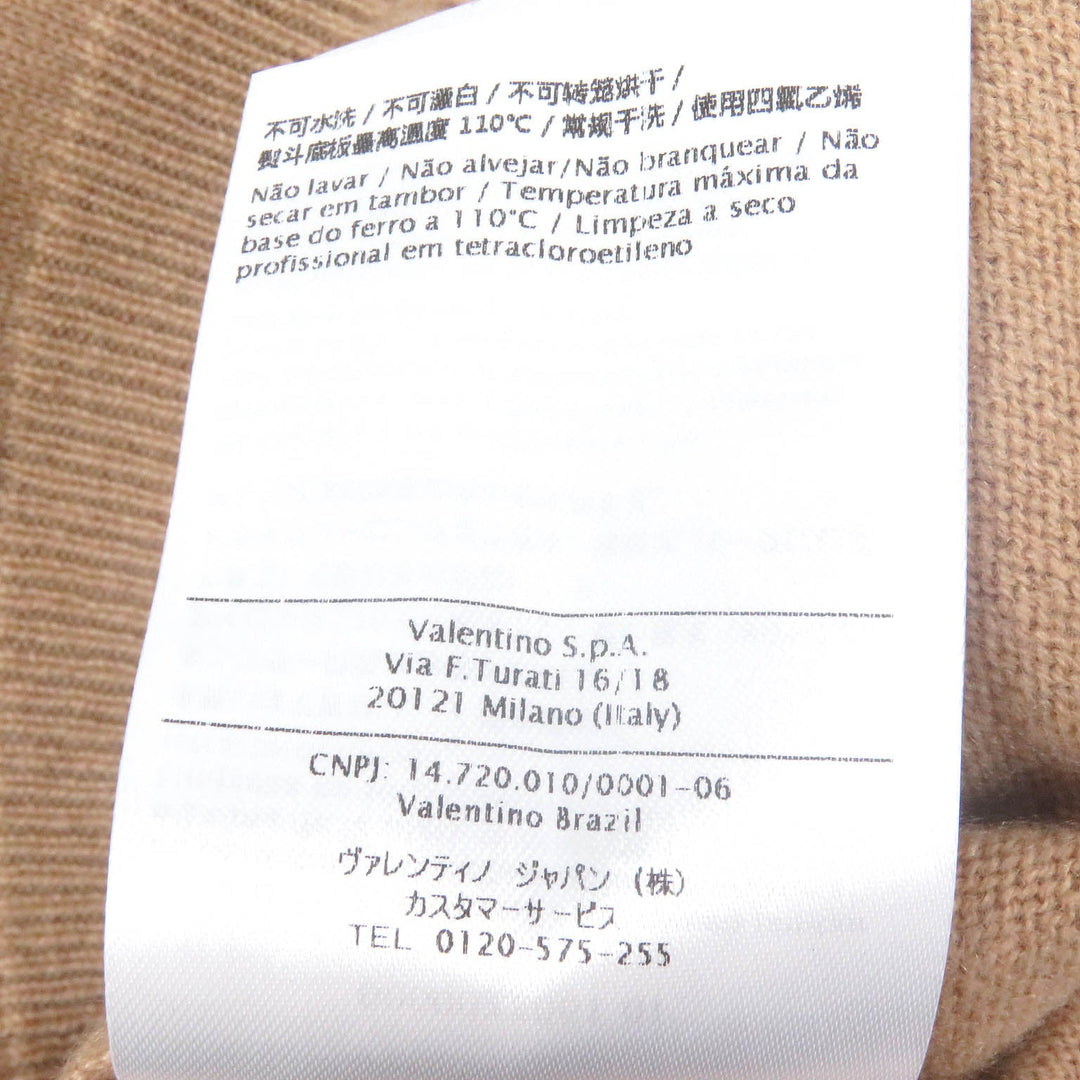 不可水洗 / 不可漂白 / 不可转笼烘干 /
熨斗底板最高温度 110℃ / 常规干洗 / 使用四氯乙烯
Não lavar / Não alvejar/Não branquear / Não
secar em tambor / Temperatura máxima da
base do ferro a 110°C / Limpeza a seco
profissional em tetracloroetileno
Valentino S.p.A.
Via F.Turati 16/18
20121 Milano (Italy)
CNPJ: 14.720.010/0001-06
Valentino Brazil
ヴァレンティノ ジャパン (株)
カスタマーサービス
TEL 0120-575-255